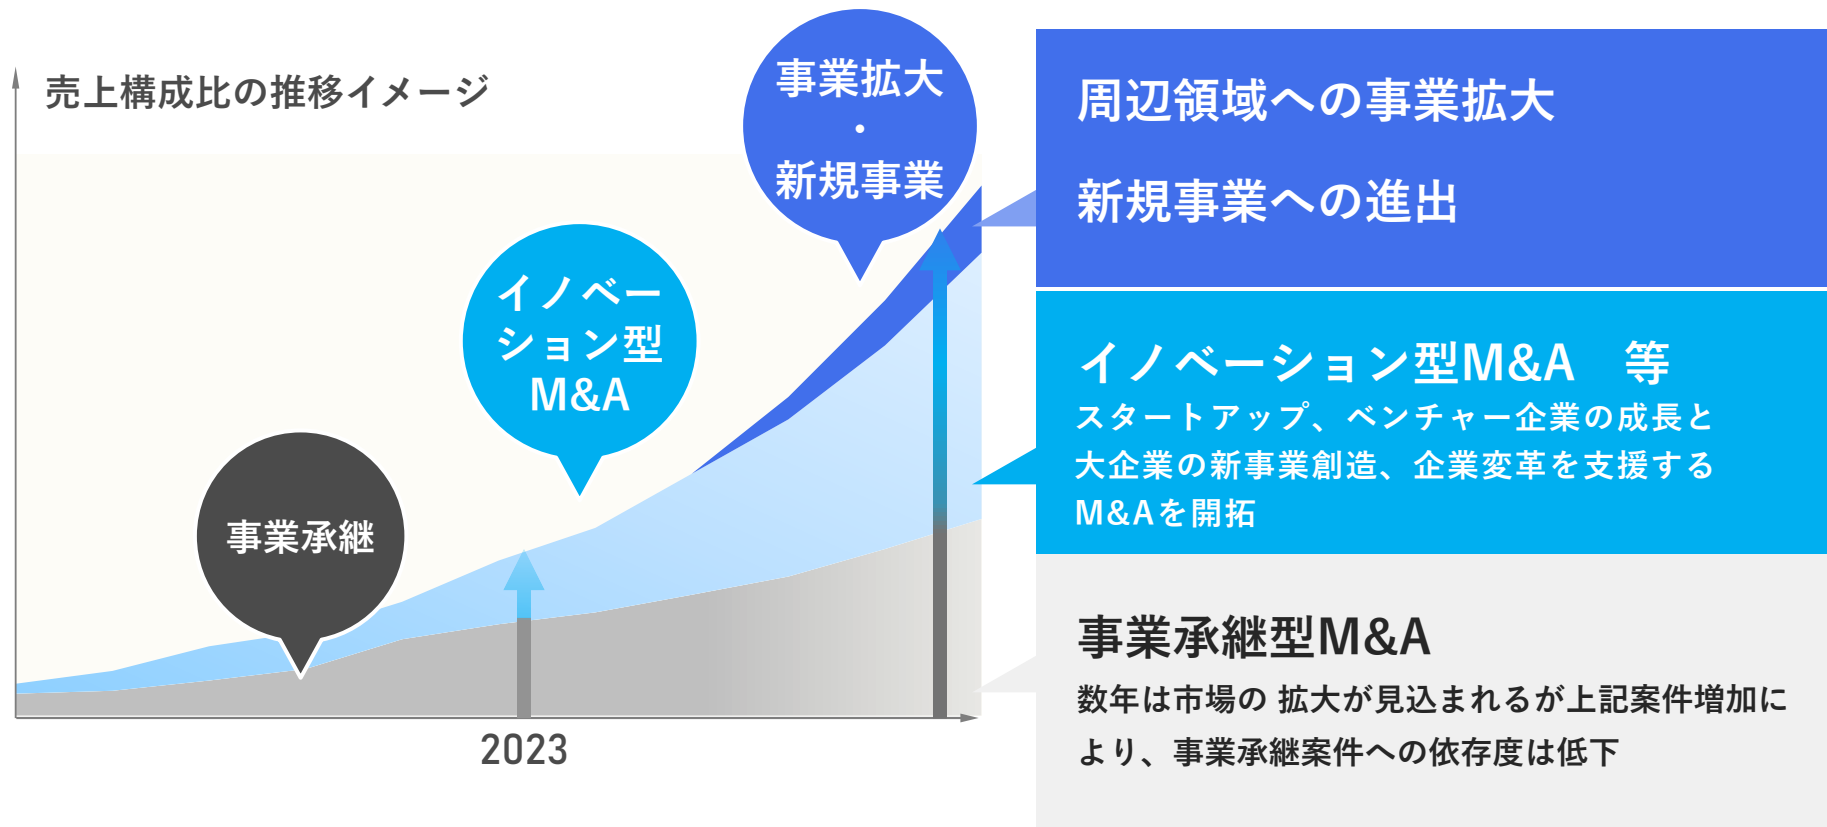 売上構成比の推移イメージ
事業拡大
・
新規事業
イノベー
ション型
M&A
事業承継
2023
周辺領域への事業拡大
新規事業への進出
イノベーション型M&A　等
スタートアップ、ベンチャー企業の成長と
大企業の新事業創造、企業変革を支援する
M&Aを開拓
事業承継型M&A
数年は市場の 拡大が見込まれるが上記案件増加に
より、事業承継案件への依存度は低下